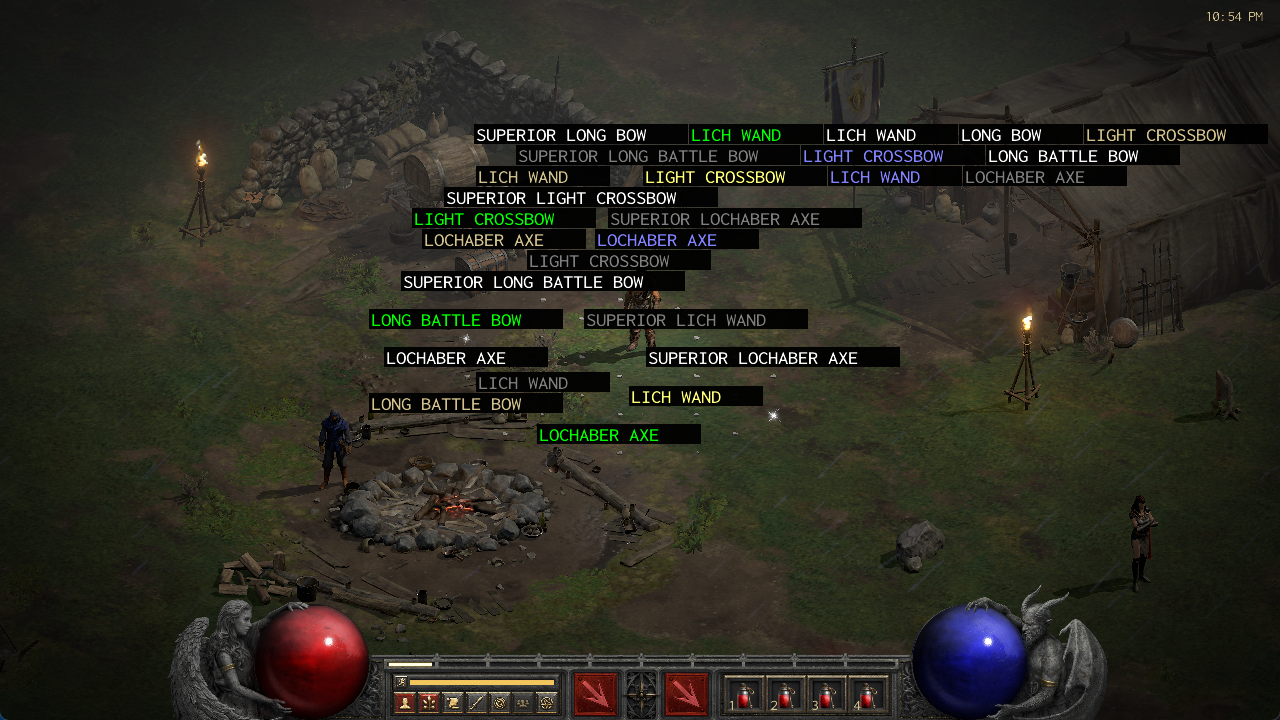 10:54 PM
SUPERIOR LONG BOW LICH WAND LICH WAND LONG BOW LIGHT CROSSBOW
SUPERIOR LONG BATTLE BOW LIGHT CROSSBOW LONG BATTLE BOW
LICH WAND LIGHT CROSSBOW LICH WAND LOCHABER AXE
SUPERIOR LIGHT CROSSBOW
LIGHT CROSSBOW SUPERIOR LOCHABER AXE
LOCHABER AXE LOCHABER AXE
LIGHT CROSSBOW
SUPERIOR LONG BATTLE BOW
LONG BATTLE BOW SUPERIOR LICH WAND
LOCHABER AXE SUPERIOR LOCHABER AXE
LICH WAND
LICH WAND
LONG BATTLE BOW
LOCHABER AXE
1 2 3 4